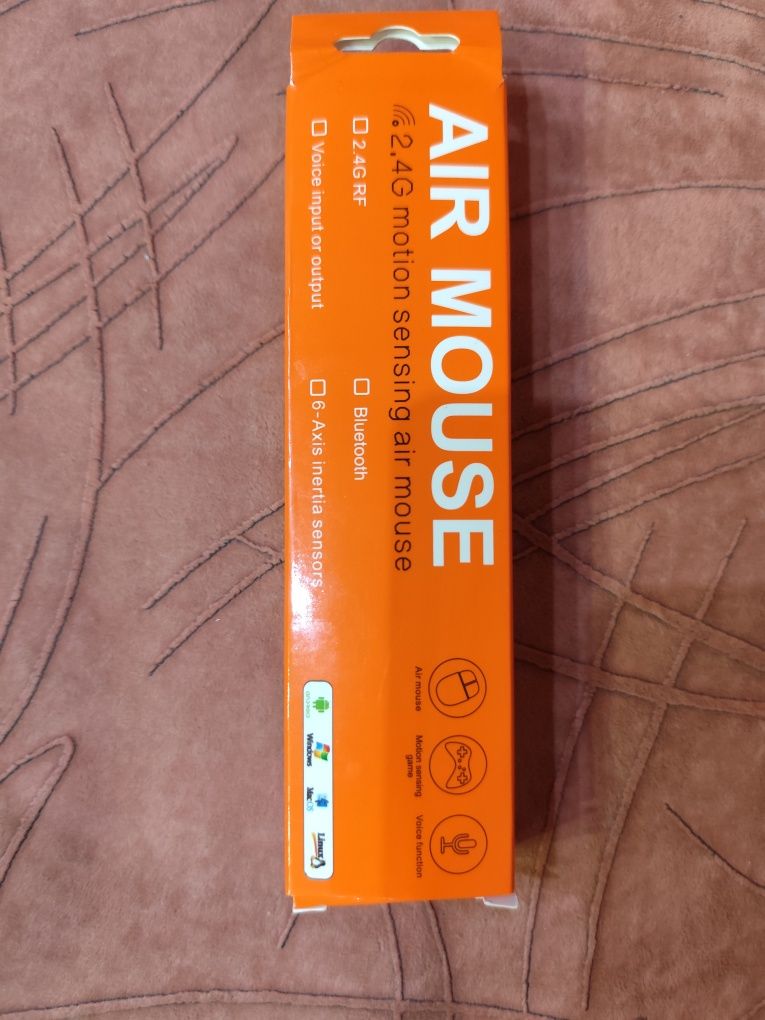 AIR MOUSE
2.4G motion sensing air mouse
2.4G RF
Bluetooth
Voice input or output
6-Axis inertia sensors
Air mouse
Motion sensing
game
Voice function
android
Windows
Mac OS
Linux